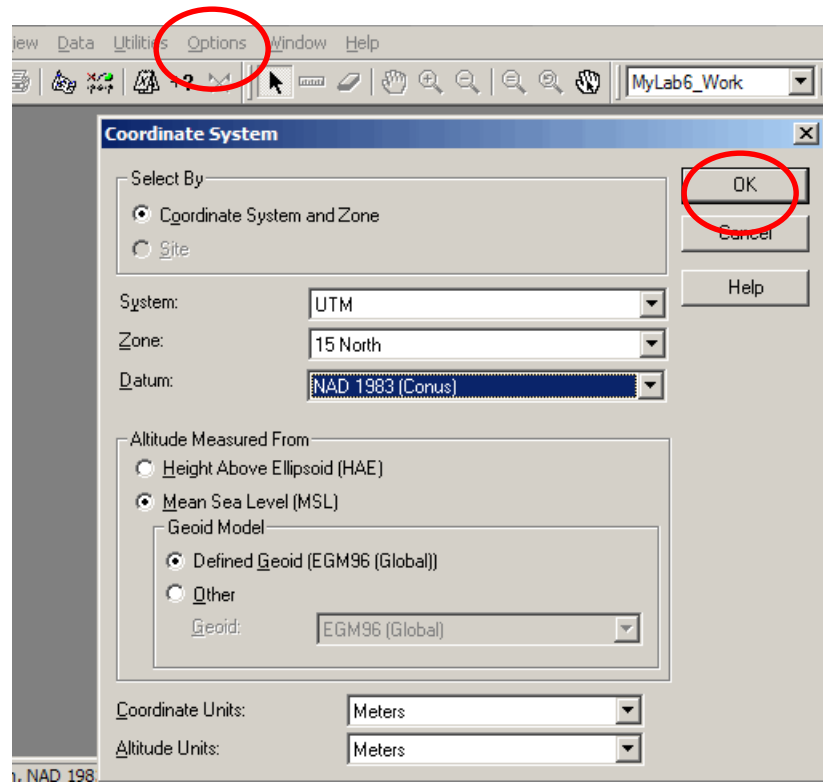 iew Data Utilities Options Window Help
+? MyLab6_Work
Coordinate System
Select By
Coordinate System and Zone
Site
OK
Cancel
Help
System: UTM
Zone: 15 North
Datum: NAD 1983 (Conus)
Altitude Measured From
Height Above Ellipsoid (HAE)
Mean Sea Level (MSL)
Geoid Model
Defined Geoid (EGM96 (Global))
Other
Geoid: EGM96 (Global)
Coordinate Units: Meters
Altitude Units: Meters
, NAD 198